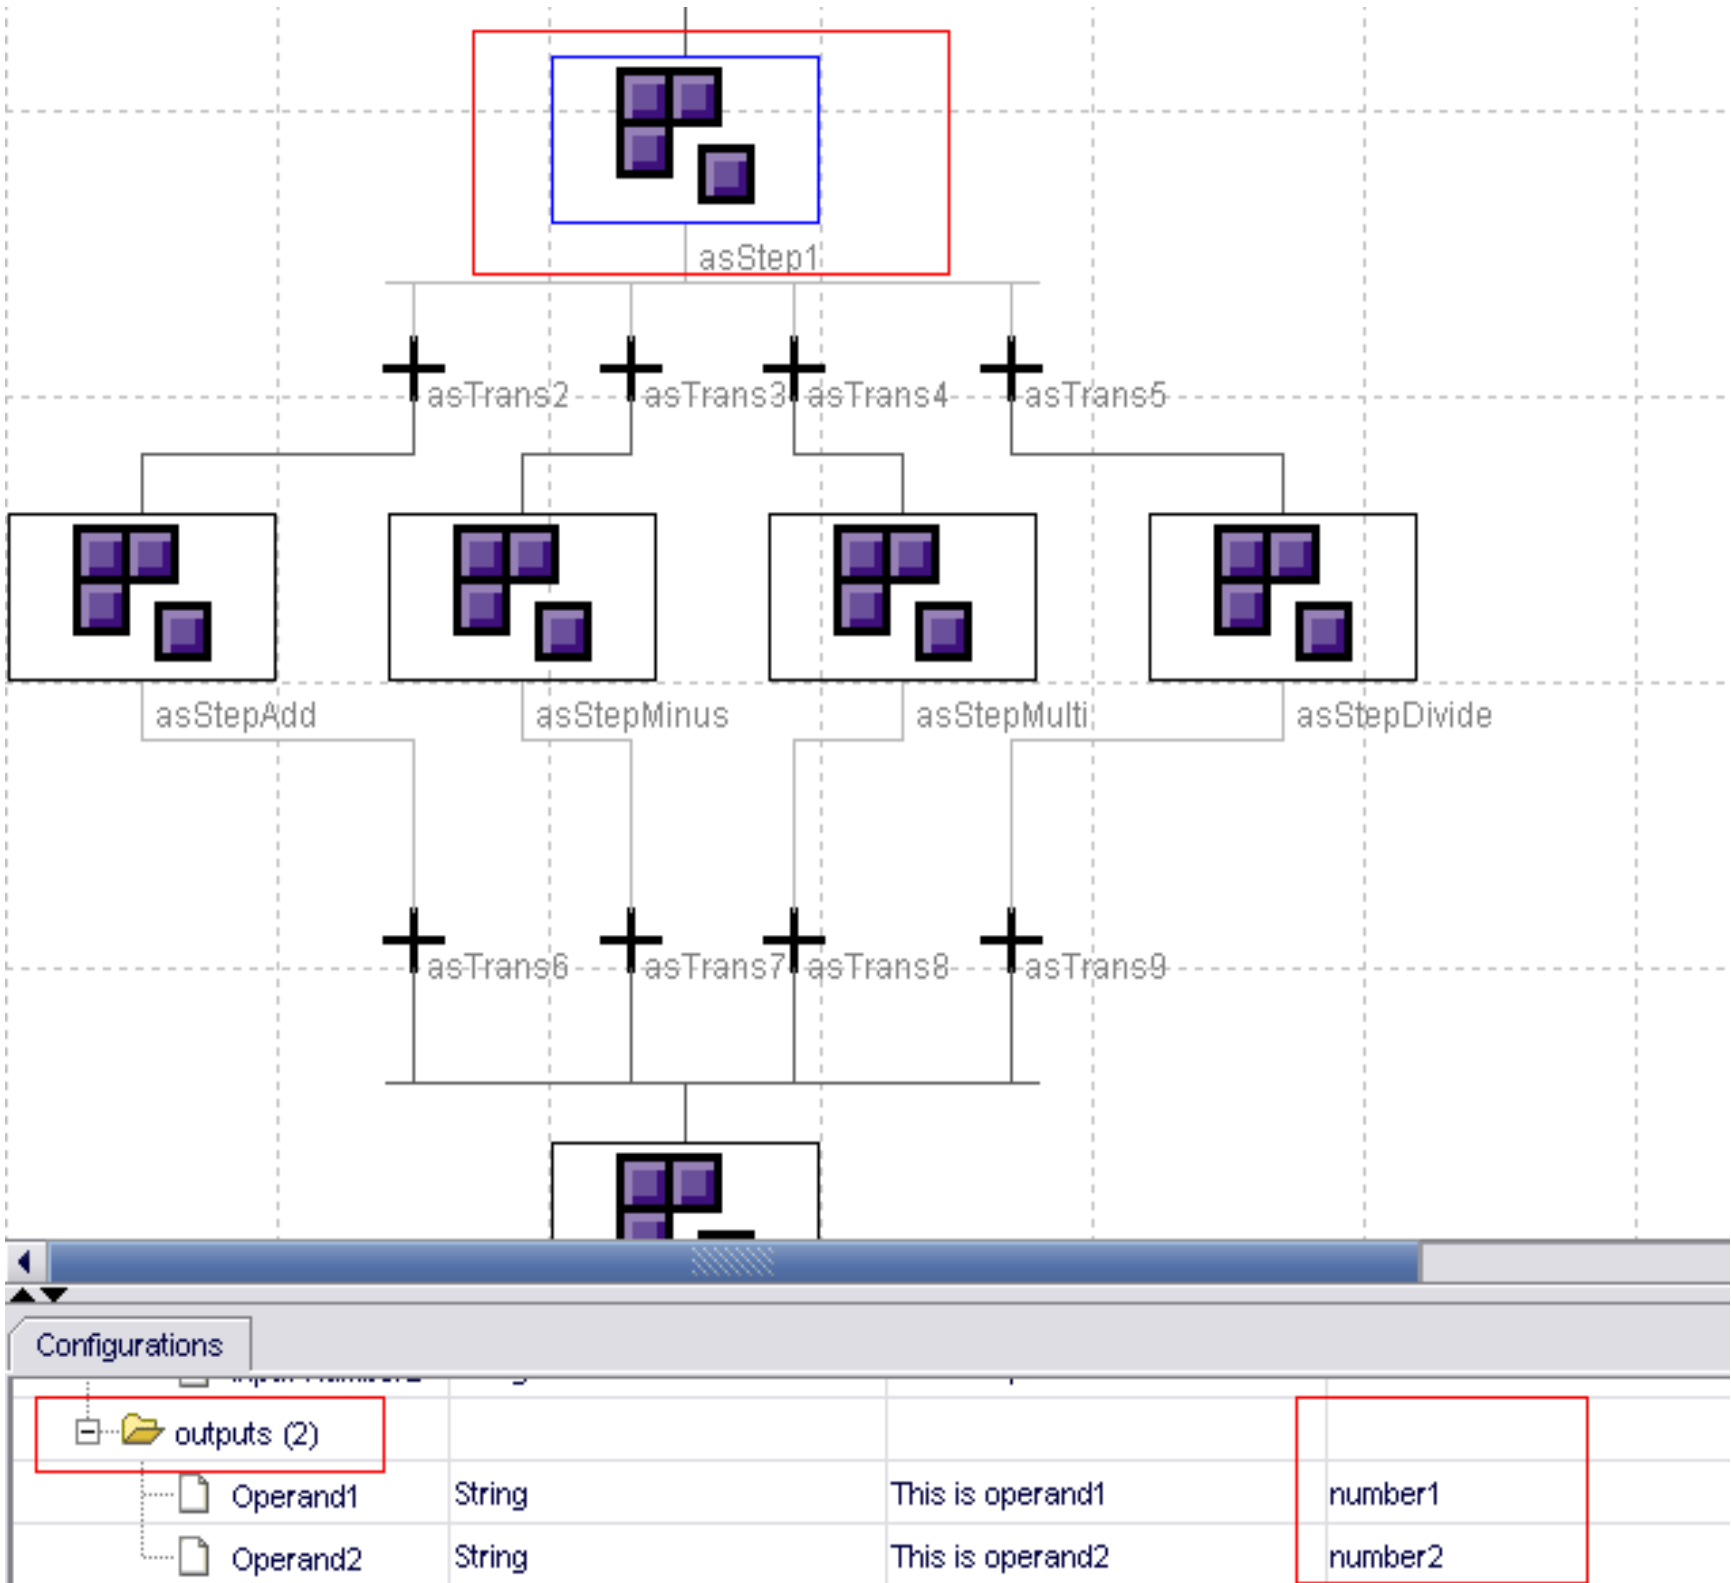 asStep1
asTrans2 asTrans3 asTrans4 asTrans5
asStepAdd asStepMinus asStepMulti asStepDivide
asTrans6 asTrans7 asTrans8 asTrans9
Configurations
outputs (2)
Operand1 String This is operand1 number1
Operand2 String This is operand2 number2